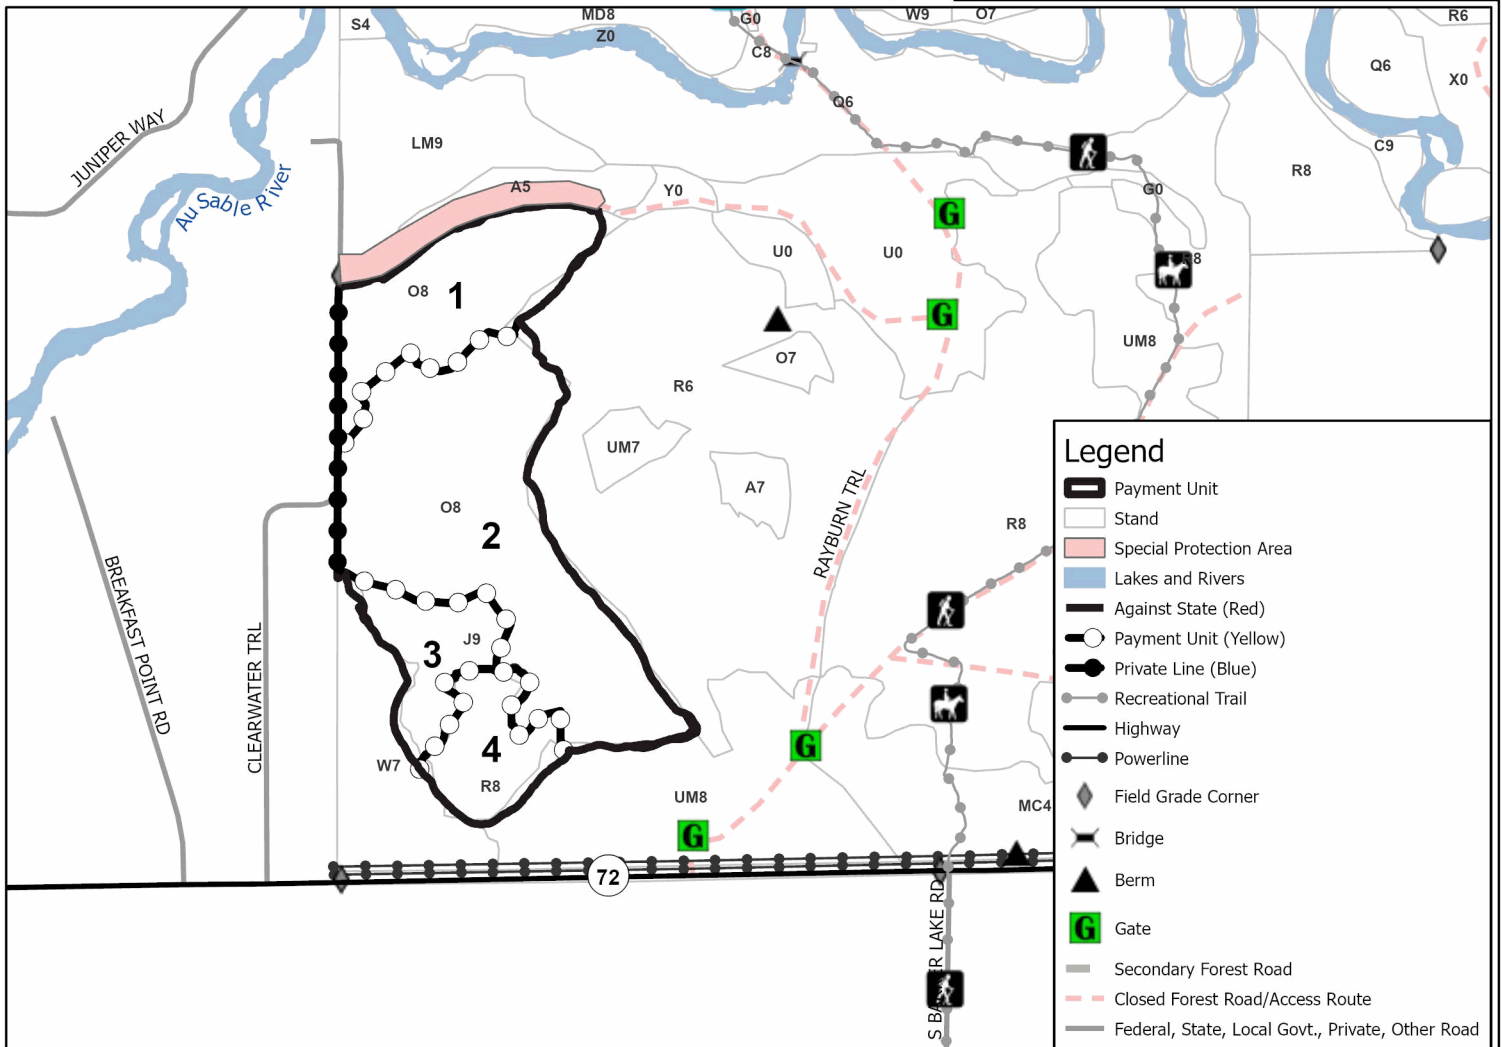 S4
MD8
Z0
G0
C8
W9
O7
R6
Q6
X0
JUNIPER WAY
Au Sable River
LM9
Q6
C9
R8
A5
Y0
G0
G
U0
U0
R8
O8
1
G
UM8
O7
R6
UM7
A7
O8
2
RAYBURN TRL
R8
BREAKFAST POINT RD
CLEARWATER TRL
3
J9
4
W7
R8
G
UM8
G
MC4
72
Legend
Payment Unit
Stand
Special Protection Area
Lakes and Rivers
Against State (Red)
Payment Unit (Yellow)
Private Line (Blue)
Recreational Trail
Highway
Powerline
Field Grade Corner
Bridge
Berm
G Gate
Secondary Forest Road
Closed Forest Road/Access Route
Federal, State, Local Govt., Private, Other Road
LAKE RD